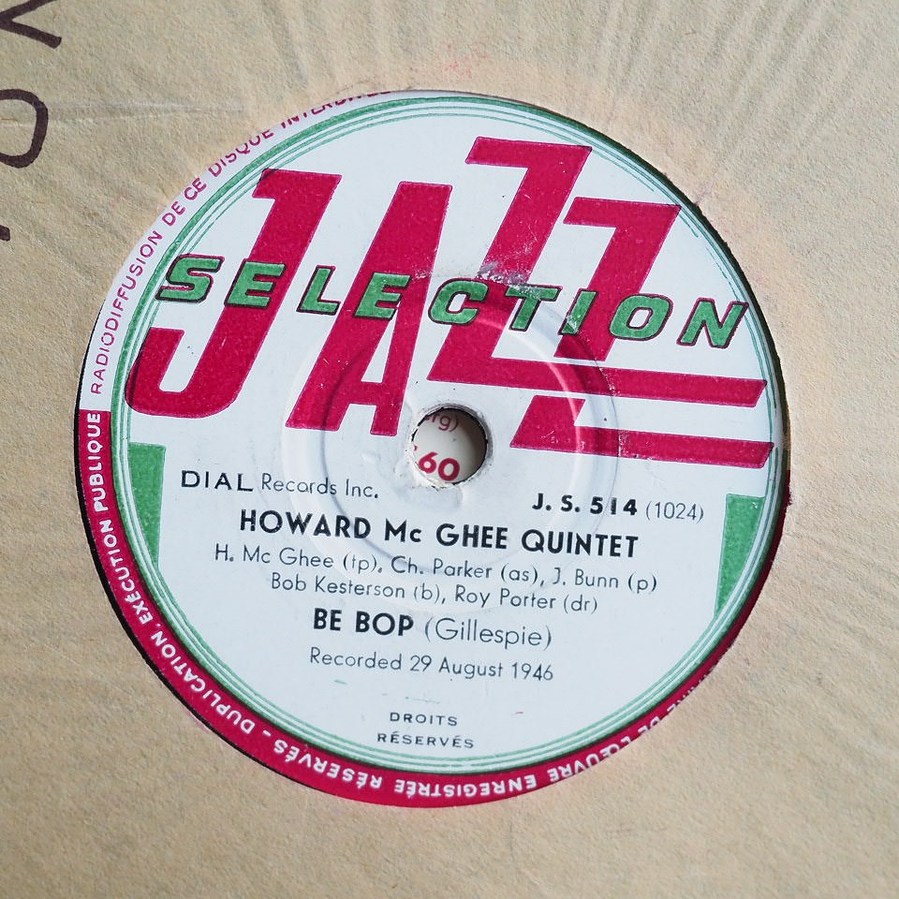 JAZZ
SELECTION
DIAL Records Inc.
J. S. 514 (1024)
HOWARD Mc GHEE QUINTET
H. Mc Ghee (tp), Ch. Parker (as), J. Bunn (p)
Bob Kesterson (b), Roy Porter (dr)
BE BOP (Gillespie)
Recorded 29 August 1946
DROITS
RÉSERVÉS
DE L'ŒUVRE ENREGISTRÉE RÉSERVÉS - DUPLICATION, EXÉCUTION PUBLIQUE RADIODIFFUSION DE CE DISQUE
60